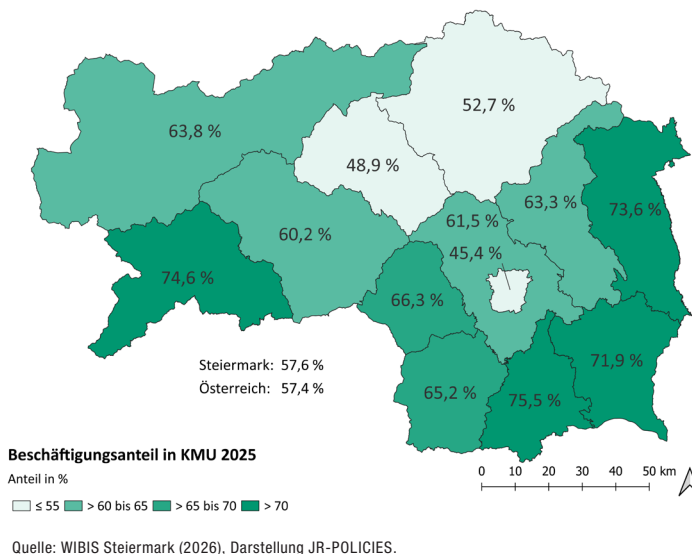 52,7 %
63,8 %
48,9 %
63,3 %
73,6 %
61,5 %
60,2 %
45,4 %
74,6 %
66,3 %
Steiermark: 57,6 %
Österreich: 57,4 %
71,9 %
65,2 %
75,5 %
Beschäftigungsanteil in KMU 2025
Anteil in %
0 10 20 30 40 50 km
≤ 55 > 60 bis 65 > 65 bis 70 > 70
Quelle: WIBIS Steiermark (2026), Darstellung JR-POLICIES.